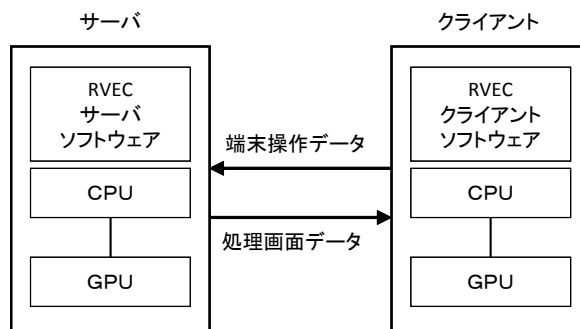 サーバ
クライアント
RVEC
サーバ
ソフトウェア
CPU
GPU
端末操作データ
処理画面データ
RVEC
クライアント
ソフトウェア
CPU
GPU